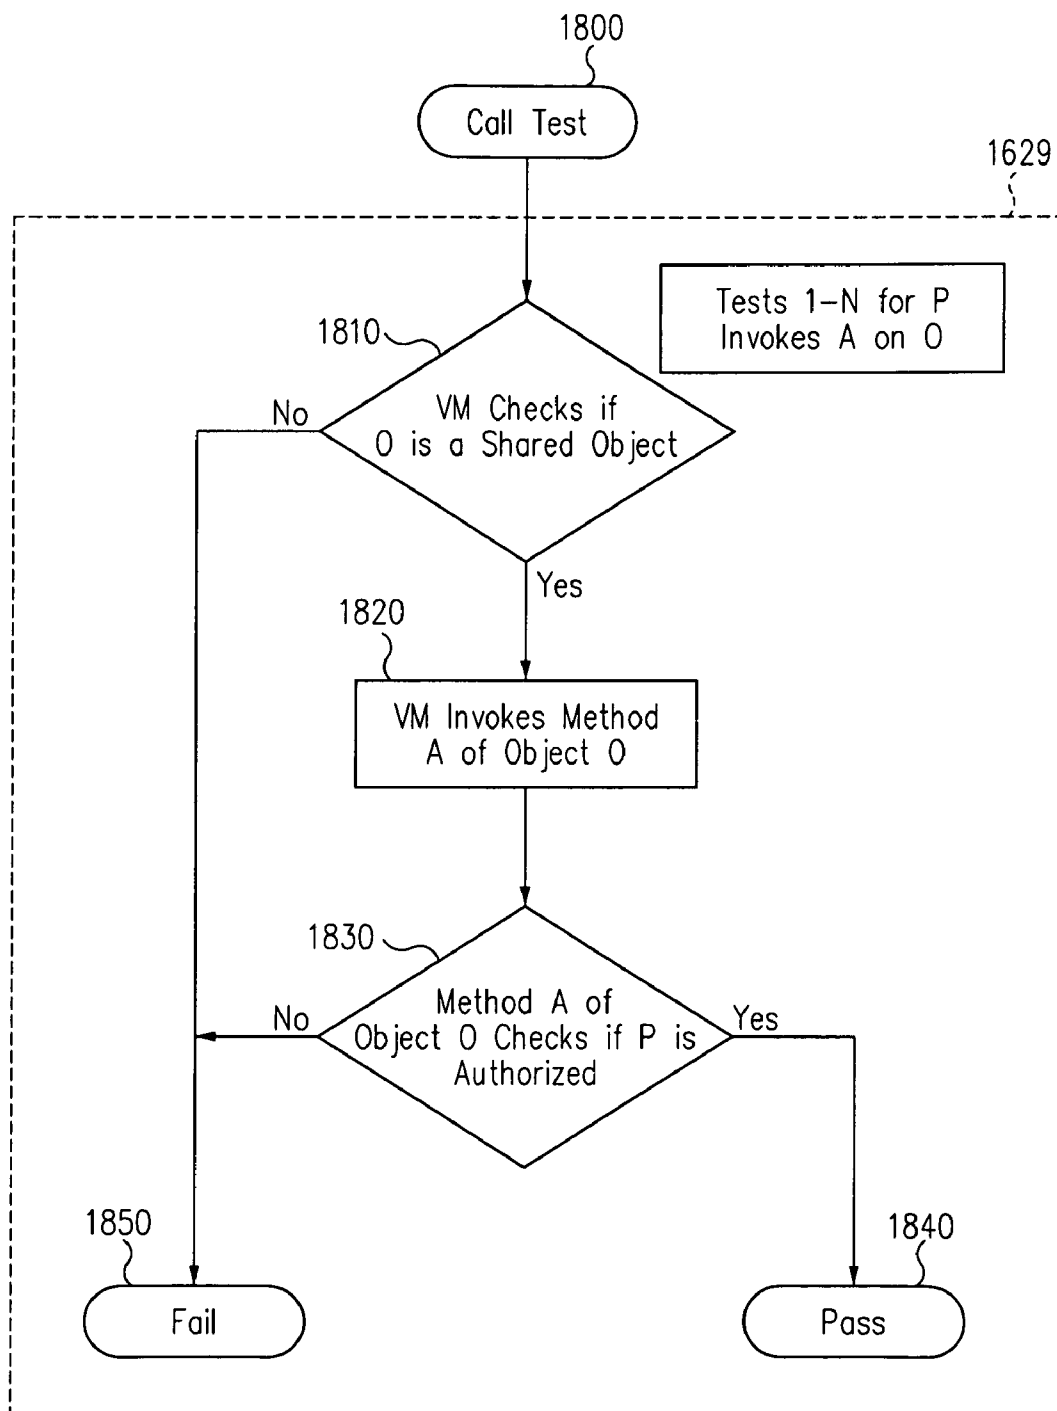 1800
Call Test
1629
Tests 1-N for P
Invokes A on O
1810
No
VM Checks if
O is a Shared Object
Yes
1820
VM Invokes Method
A of Object O
1830
No
Method A of
Object O Checks if P is
Authorized
Yes
1850
Fail
1840
Pass